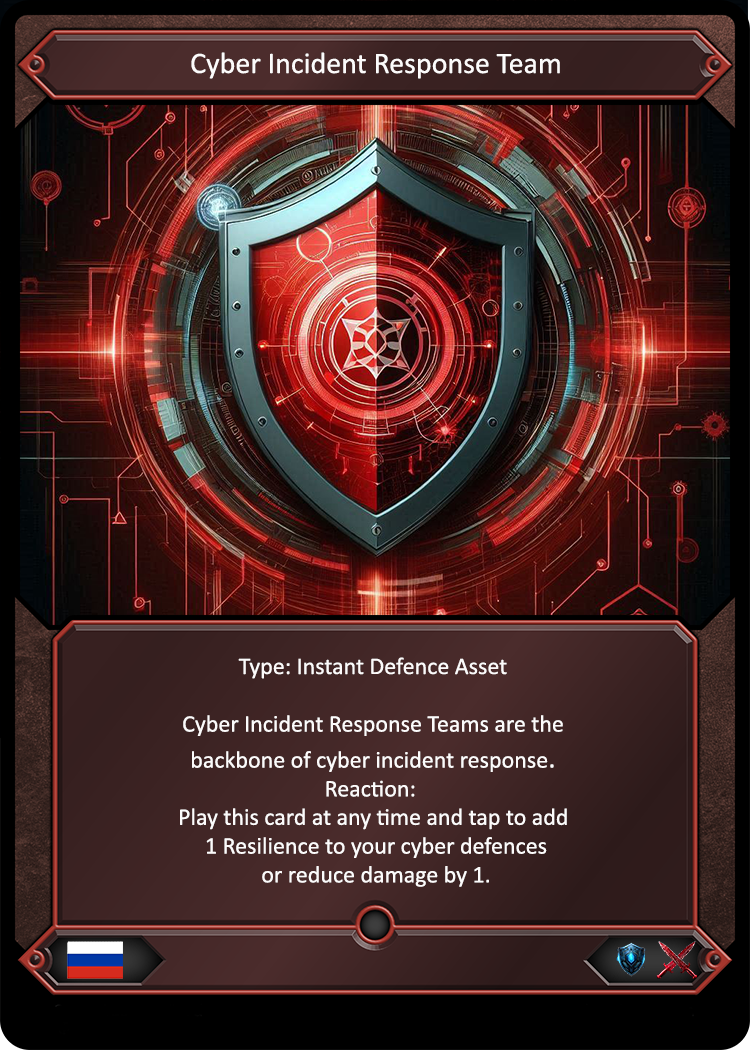 Cyber Incident Response Team
Type: Instant Defence Asset
Cyber Incident Response Teams are the
backbone of cyber incident response.
Reaction:
Play this card at any time and tap to add
1 Resilience to your cyber defences
or reduce damage by 1.